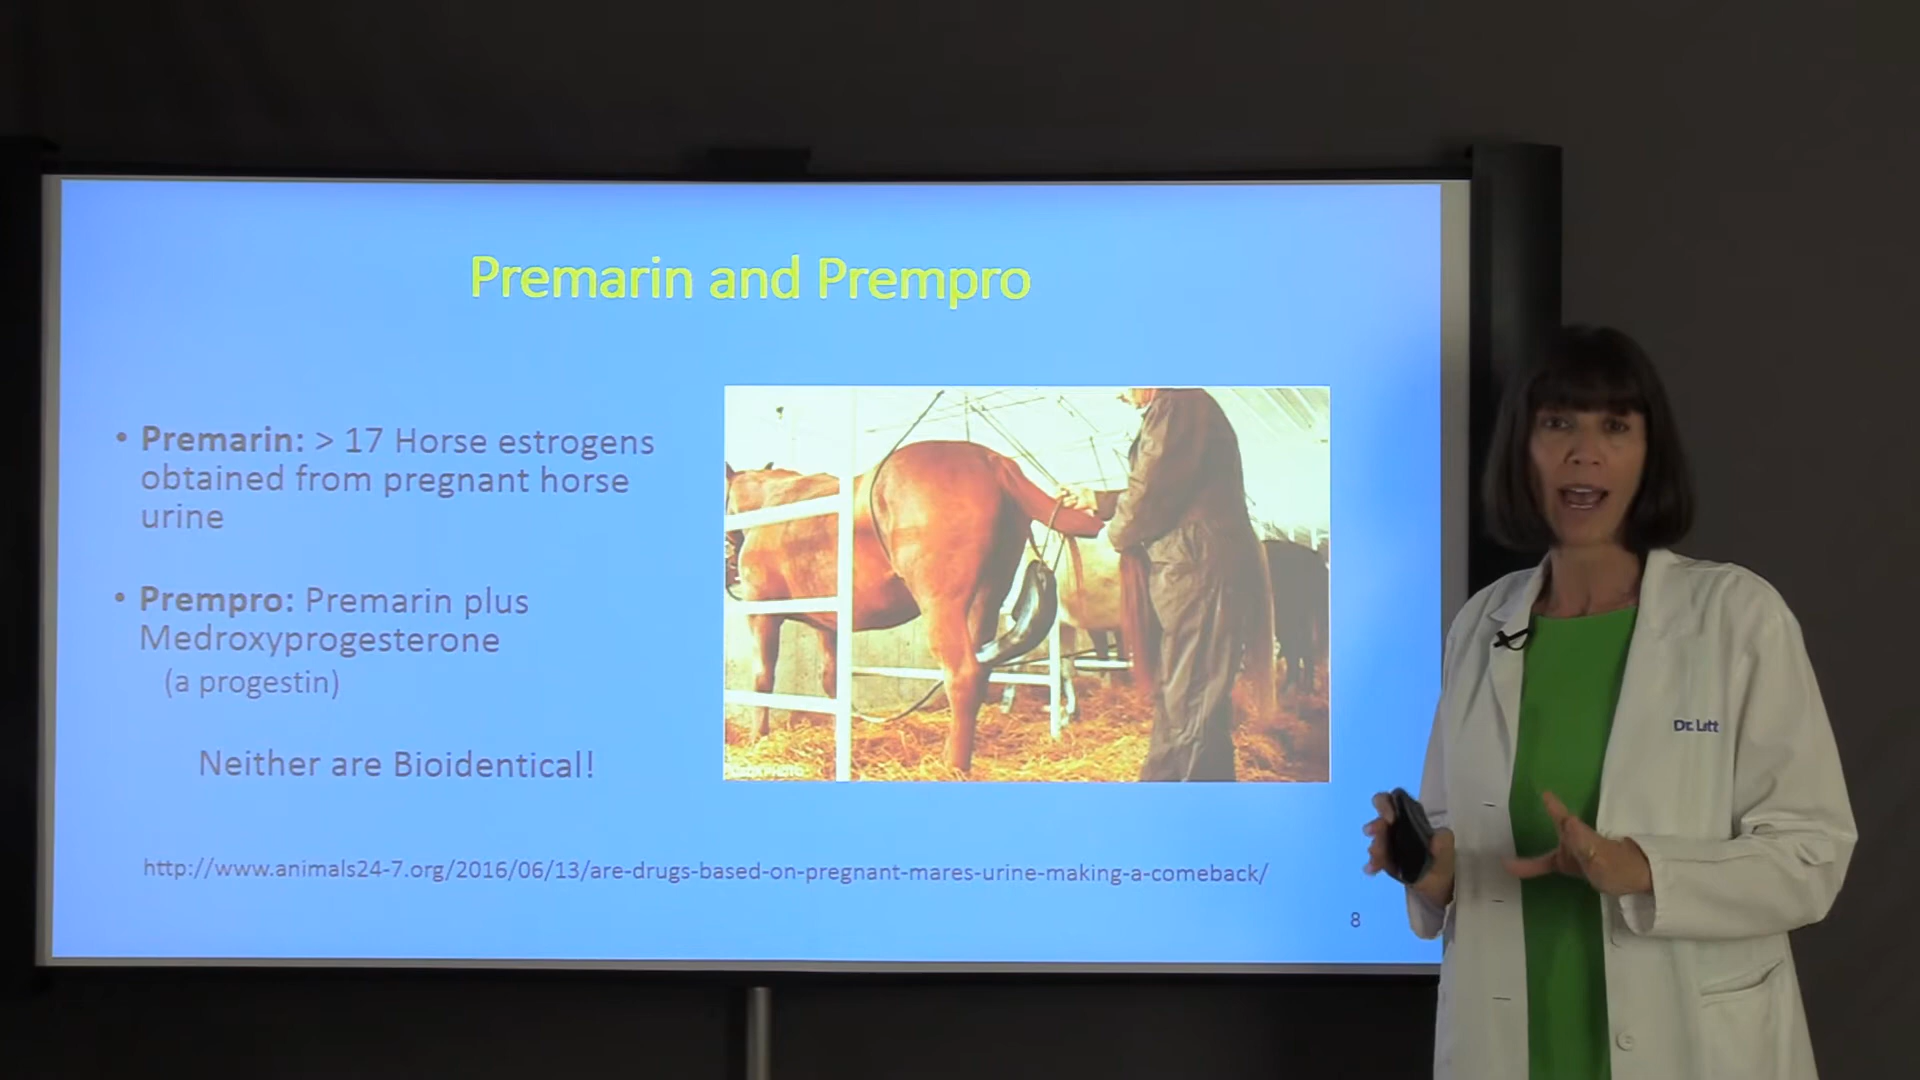 Premarin and Prempro
• Premarin: > 17 Horse estrogens
obtained from pregnant horse
urine
• Prempro: Premarin plus
Medroxyprogesterone
(a progestin)
Neither are Bioidentical!
http://www.animals24-7.org/2016/06/13/are-drugs-based-on-pregnant-mares-urine-making-a-comeback/
8
Dr. Litt